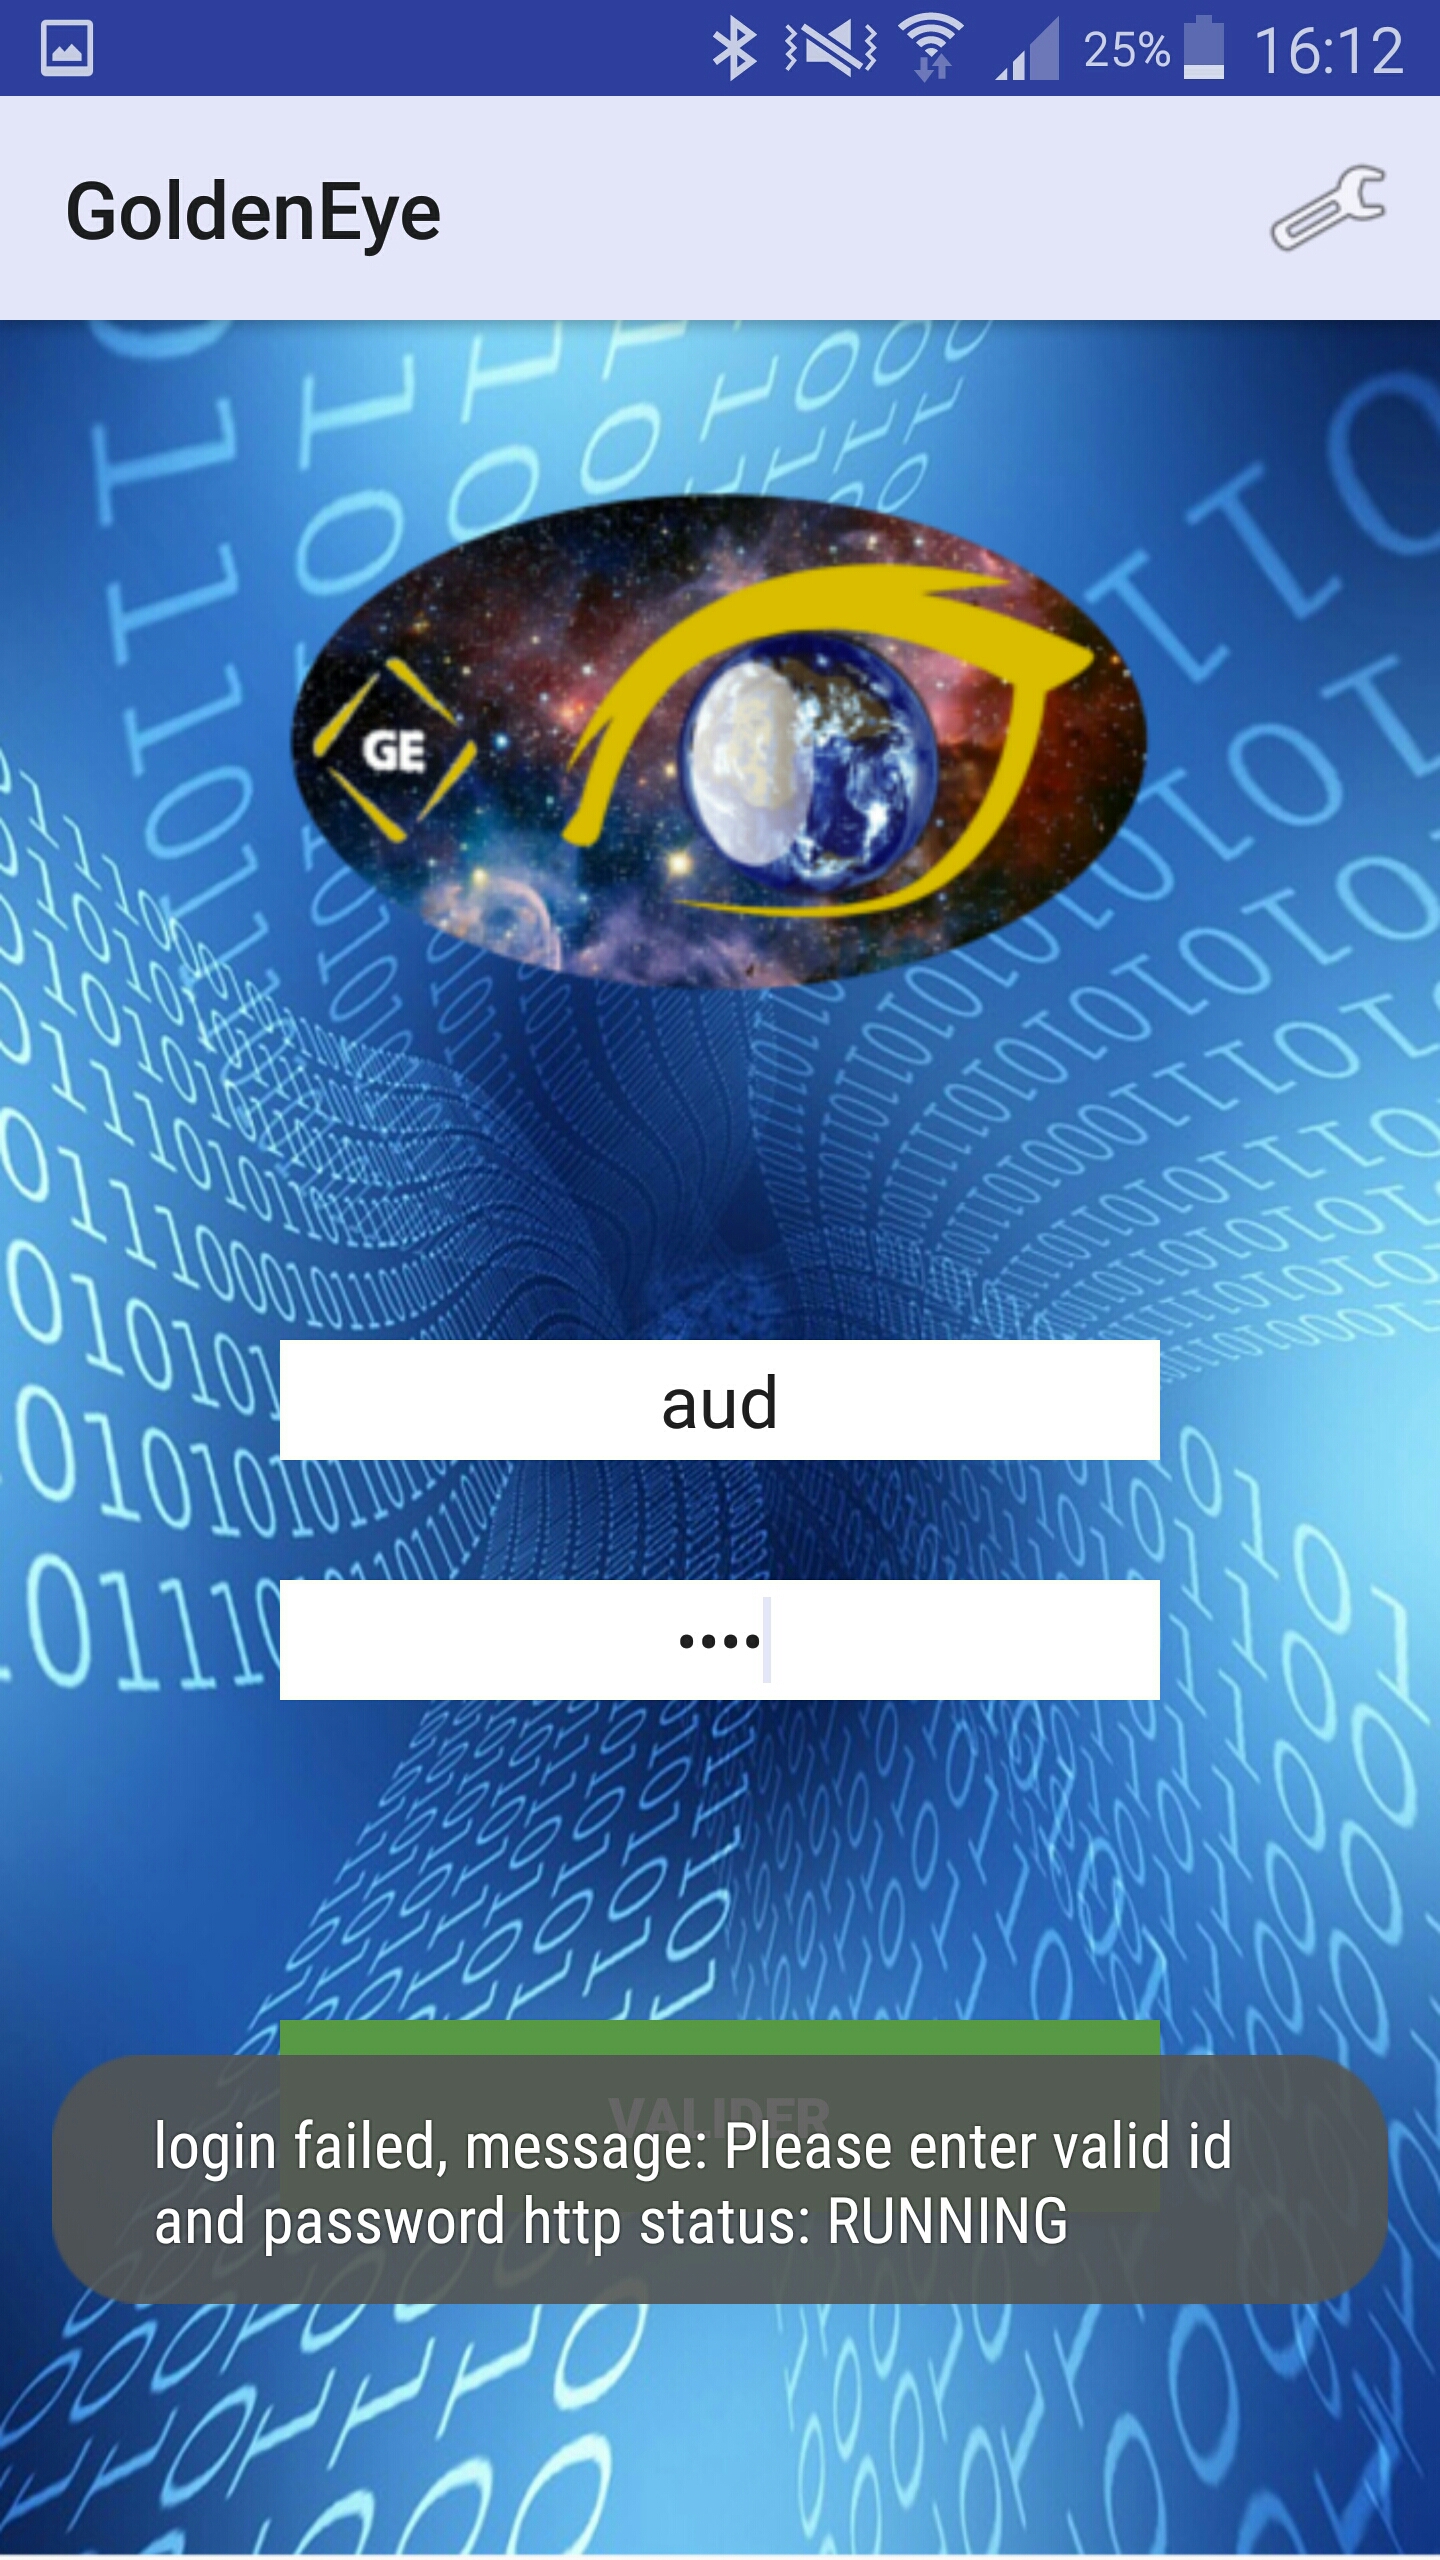 25% 16:12
GoldenEye
GE
aud
••••
VALIDER
login failed, message: Please enter valid id
and password http status: RUNNING